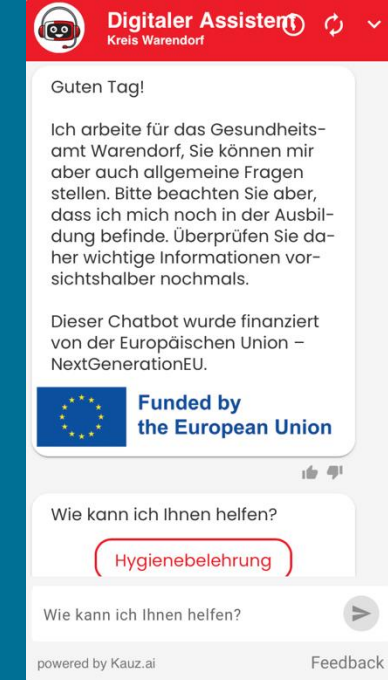 Digitaler Assistent
Kreis Warendorf
Guten Tag!
Ich arbeite für das Gesundheits-
amt Warendorf, Sie können mir
aber auch allgemeine Fragen
stellen. Bitte beachten Sie aber,
dass ich mich noch in der Ausbil-
dung befinde. Überprüfen Sie da-
her wichtige Informationen vor-
sichtshalber nochmals.
Dieser Chatbot wurde finanziert
von der Europäischen Union –
NextGenerationEU.
Funded by
the European Union
Wie kann ich Ihnen helfen?
Hygienebelehrung
Wie kann ich Ihnen helfen?
powered by Kauz.ai
Feedback